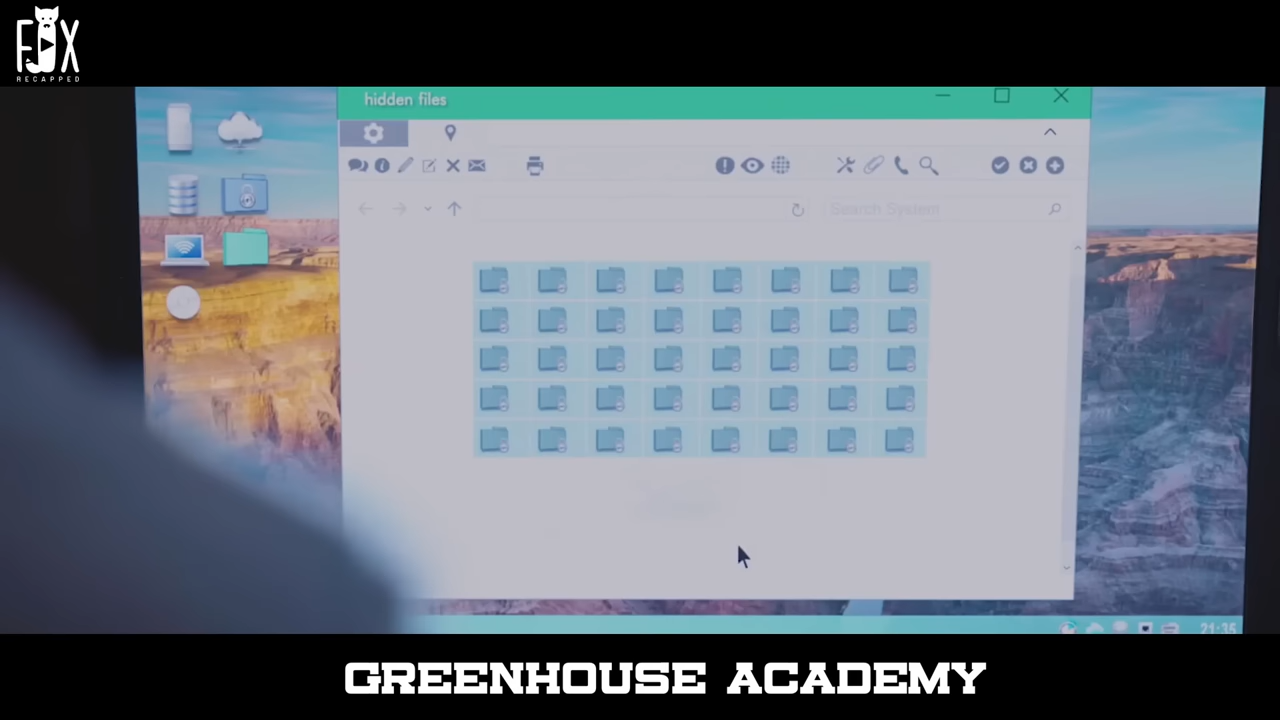 FOX
RECAPPED
hidden files
Search System
21:35
GREENHOUSE ACADEMY